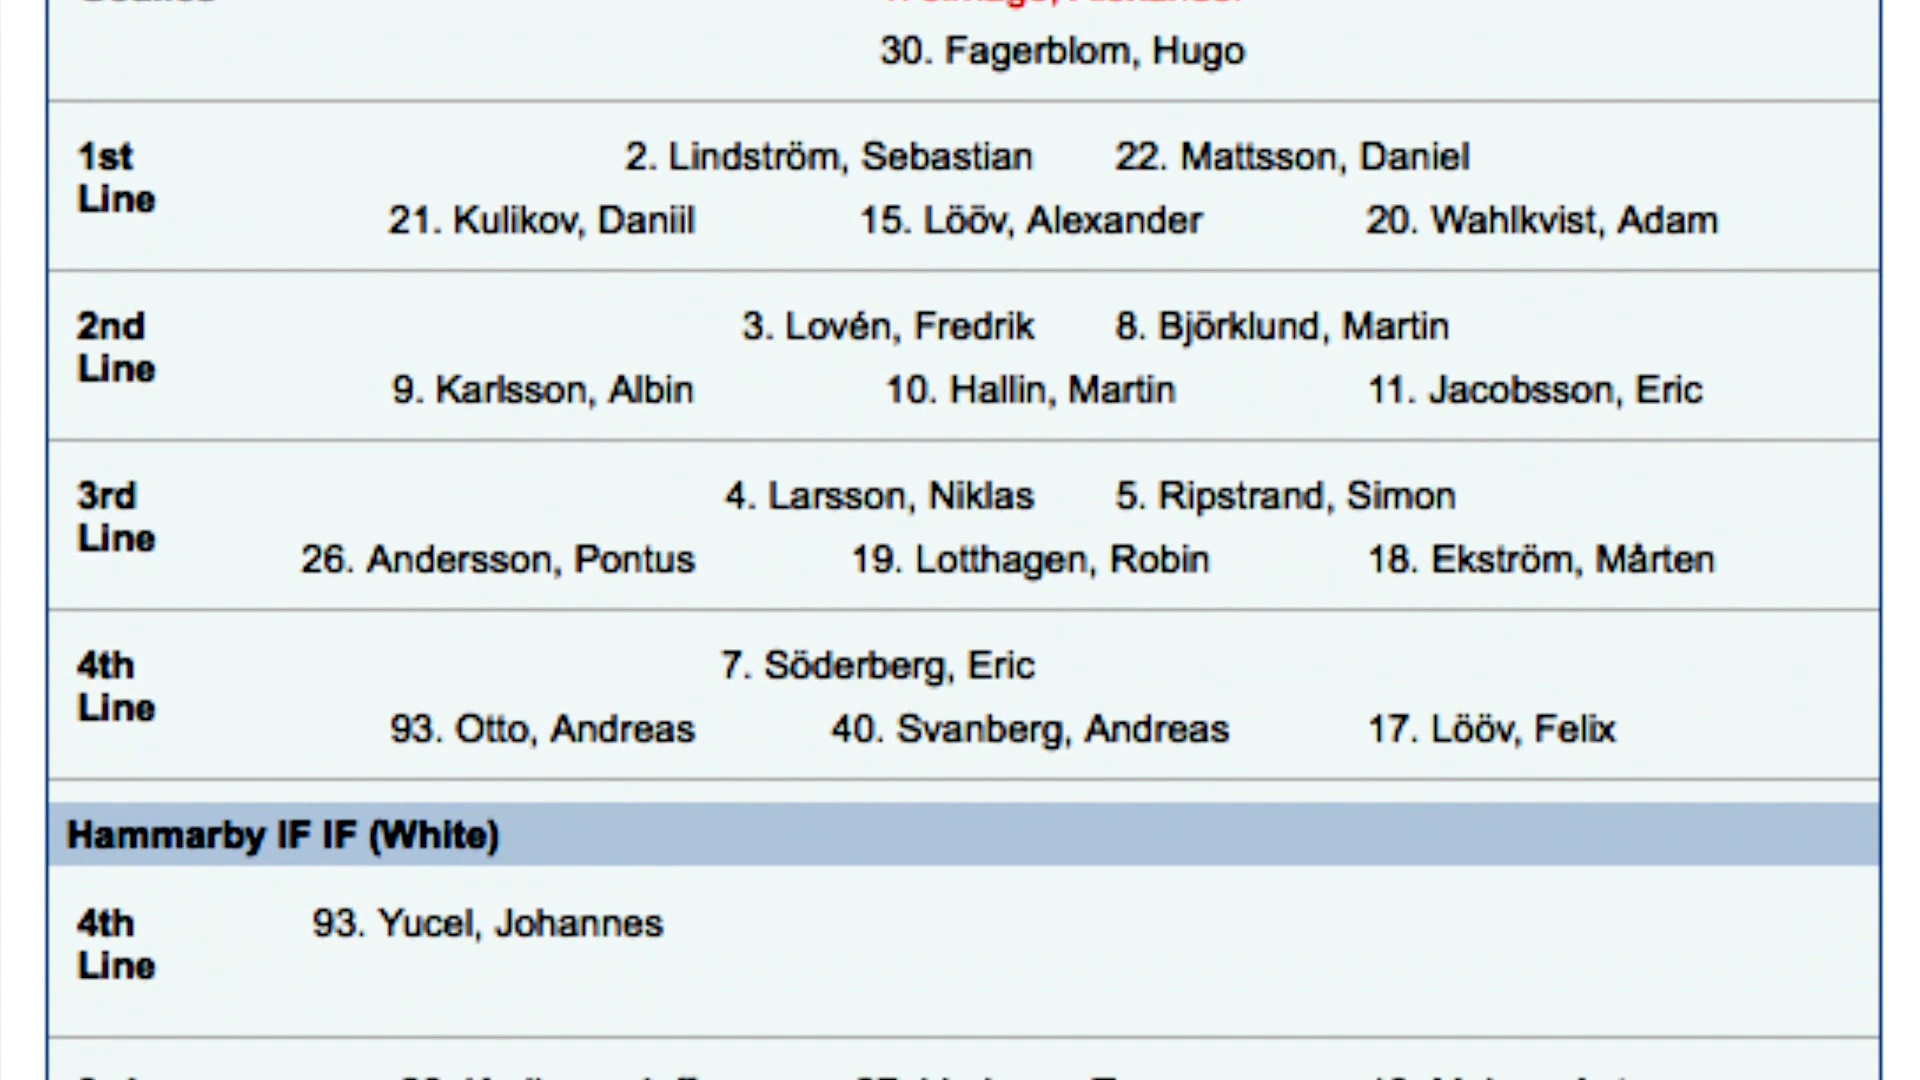 30. Fagerblom, Hugo
1st Line
2. Lindström, Sebastian 22. Mattsson, Daniel
21. Kulikov, Daniil 15. Lööv, Alexander 20. Wahlkvist, Adam
2nd Line
3. Lovén, Fredrik 8. Björklund, Martin
9. Karlsson, Albin 10. Hallin, Martin 11. Jacobsson, Eric
3rd Line
4. Larsson, Niklas 5. Ripstrand, Simon
26. Andersson, Pontus 19. Lotthagen, Robin 18. Ekström, Mårten
4th Line
7. Söderberg, Eric
93. Otto, Andreas 40. Svanberg, Andreas 17. Lööv, Felix
Hammarby IF IF (White)
4th Line
93. Yucel, Johannes